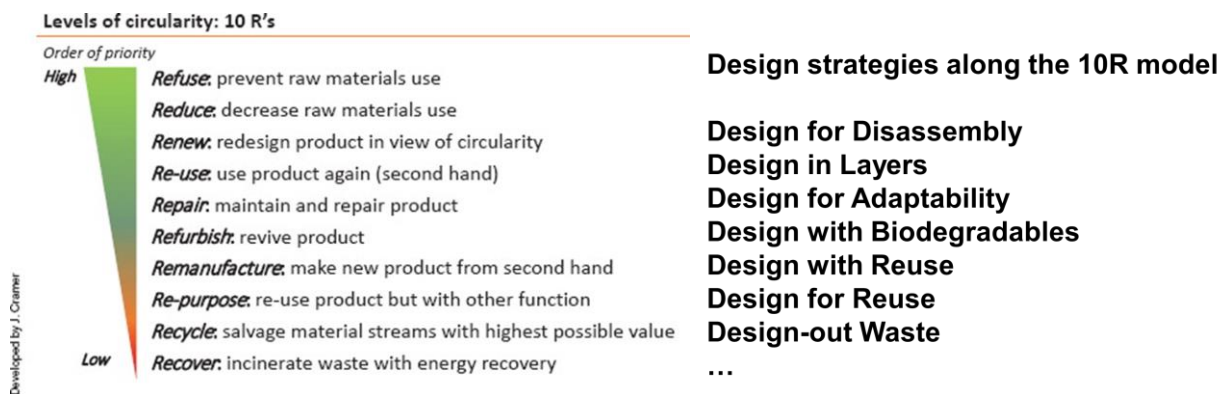 Levels of circularity: 10 R's
Order of priority
High
Refuse: prevent raw materials use
Reduce: decrease raw materials use
Renew: redesign product in view of circularity
Re-use: use product again (second hand)
Repair: maintain and repair product
Refurbish: revive product
Remanufacture: make new product from second hand
Re-purpose: re-use product but with other function
Recycle: salvage material streams with highest possible value
Low
Recover: incinerate waste with energy recovery
Developed by J. Cramer
Design strategies along the 10R model
Design for Disassembly
Design in Layers
Design for Adaptability
Design with Biodegradables
Design with Reuse
Design for Reuse
Design-out Waste
…